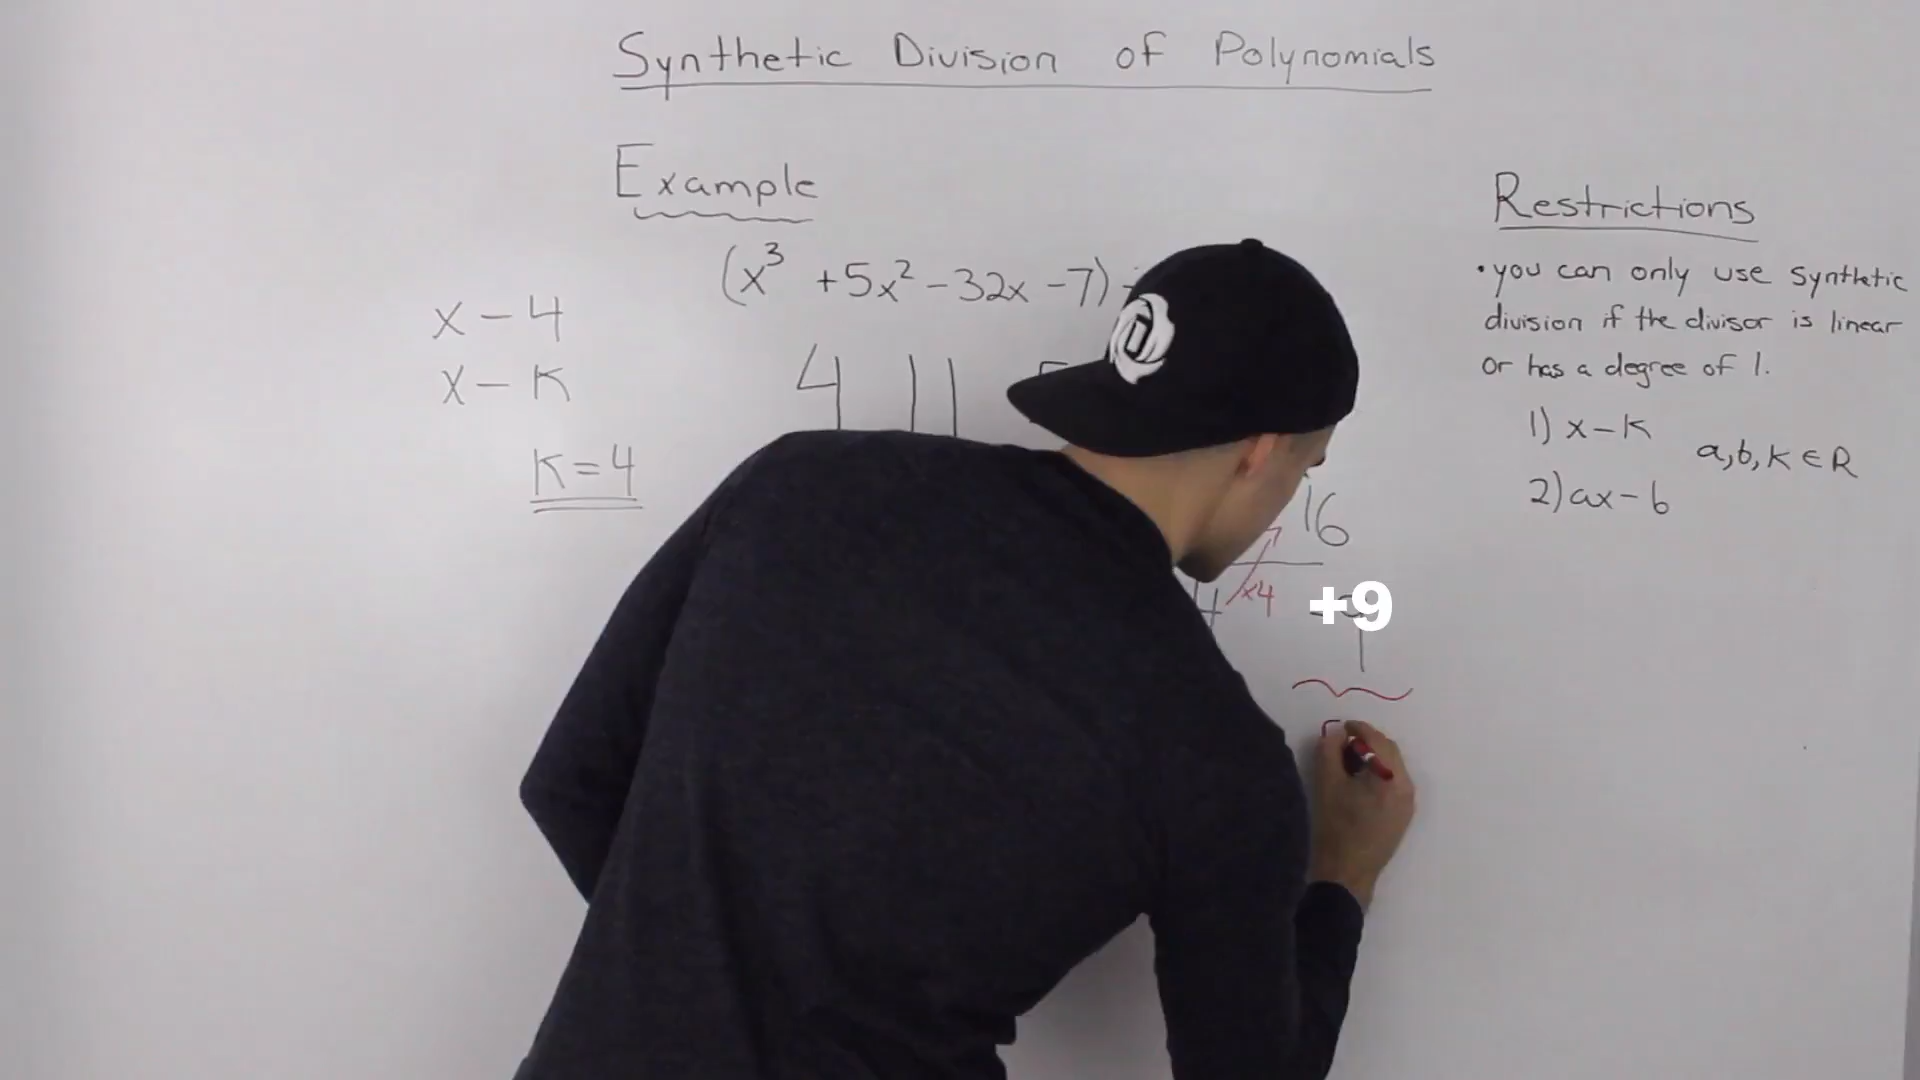 Synthetic Division of Polynomials
Example
(x³ +5x² -32x -7)
x - 4
x - K
K = 4
4 1
16
4 x4 +9
Restrictions
• you can only use synthetic
division if the divisor is linear
or has a degree of 1.
1) x - K
a, b, K ∈ R
2) ax - b